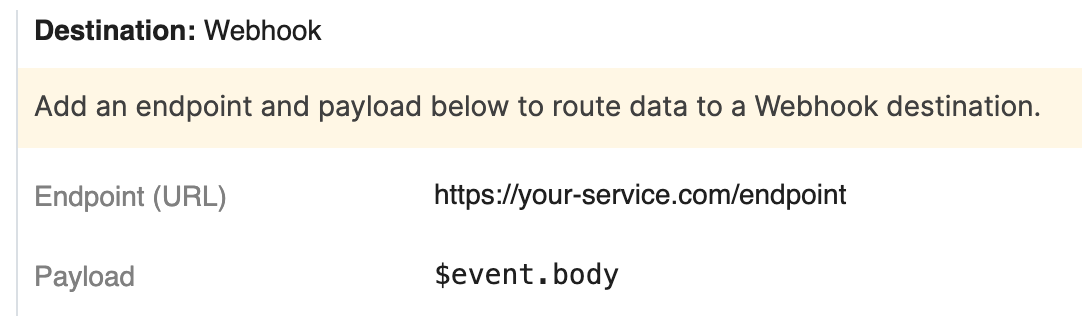 Destination: Webhook
Add an endpoint and payload below to route data to a Webhook destination.
Endpoint (URL) https://your-service.com/endpoint
Payload $event.body